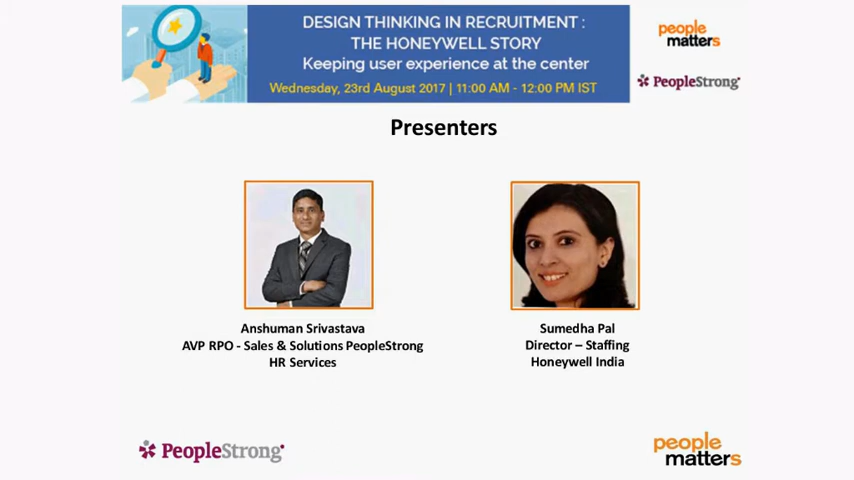 DESIGN THINKING IN RECRUITMENT :
THE HONEYWELL STORY
Keeping user experience at the center
Wednesday, 23rd August 2017 | 11:00 AM - 12:00 PM IST
people
matters
PeopleStrong
Presenters
Anshuman Srivastava
AVP RPO - Sales & Solutions PeopleStrong
HR Services
Sumedha Pal
Director – Staffing
Honeywell India
PeopleStrong
people
matters